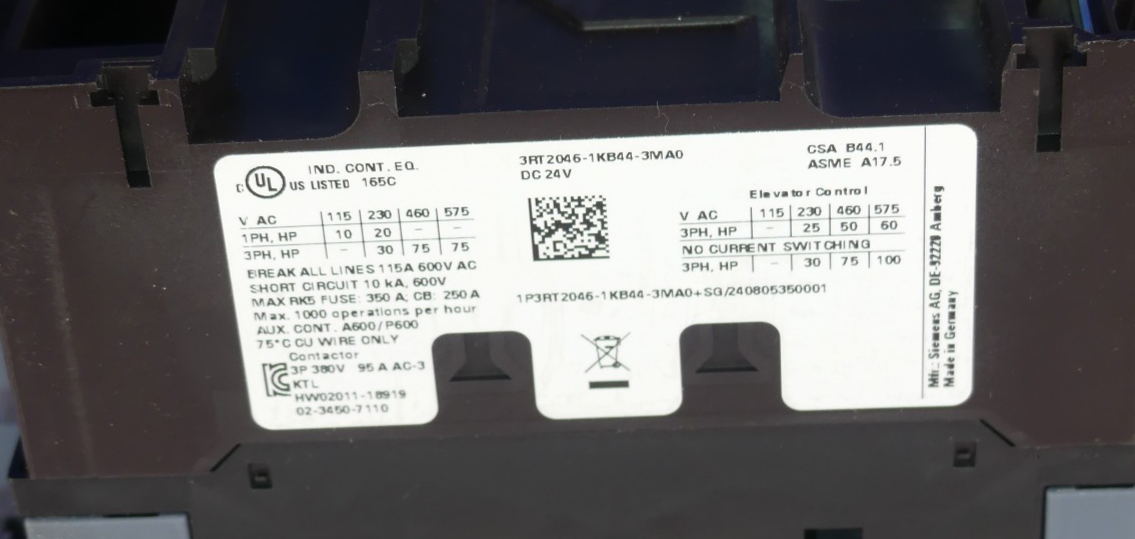 C UL US LISTED
IND. CONT. EQ.
165C
V AC | 115 | 230 | 460 | 575
1PH, HP | 10 | 20 | – | –
3PH, HP | – | 30 | 75 | 75
BREAK ALL LINES 115A 600V AC
SHORT CIRCUIT 10 kA, 600V
MAX RK5 FUSE: 350 A; CB: 250 A
Max. 1000 operations per hour
AUX. CONT. A600/P600
75°C CU WIRE ONLY
Contactor
3P 380V 95 A AC-3
KTL
HW02011-18919
02-3450-7110
3RT2046-1KB44-3MA0
DC 24V
1P3RT2046-1KB44-3MA0+SG/240805350001
CSA B44.1
ASME A17.5
Elevator Control
V AC | 115 | 230 | 460 | 575
3PH, HP | – | 25 | 50 | 60
NO CURRENT SWITCHING
3PH, HP | – | 30 | 75 | 100
Mfr.: Siemens AG, DE-92220 Amberg
Made in Germany